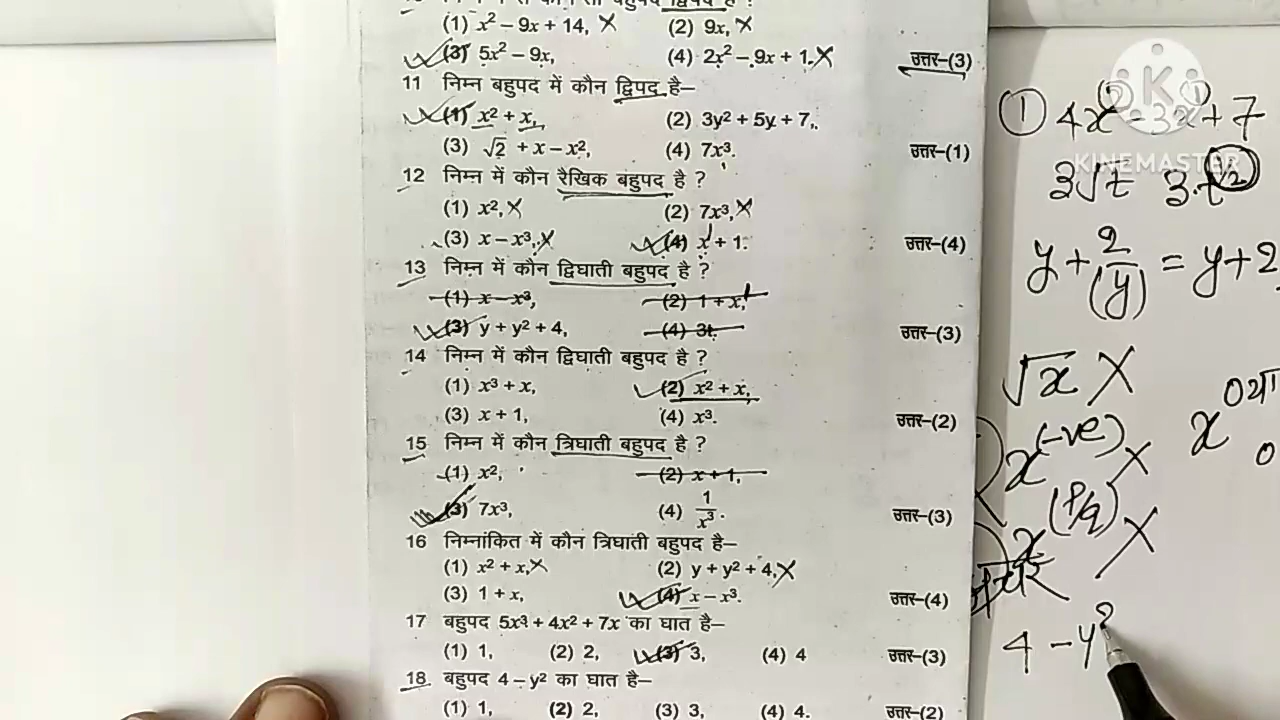 (1) x² – 9x + 14, (2) 9x,
(3) 5x² – 9x, (4) 2x² – 9x + 1. उत्तर–(3)
11 निम्न बहुपद में कौन द्विपद है–
(1) x² + x, (2) 3y² + 5y + 7,
(3) √2 + x – x², (4) 7x³. उत्तर–(1)
12 निम्न में कौन रैखिक बहुपद है ?
(1) x², (2) 7x³,
(3) x – x³, (4) x + 1. उत्तर–(4)
13 निम्न में कौन द्विघाती बहुपद है ?
(1) x – x³, (2) 1 + x,
(3) y + y² + 4, (4) 3t. उत्तर–(3)
14 निम्न में कौन द्विघाती बहुपद है ?
(1) x³ + x, (2) x² + x,
(3) x + 1, (4) x³. उत्तर–(2)
15 निम्न में कौन त्रिघाती बहुपद है ?
(1) x², (2) x + 1,
(3) 7x³, (4) 1/x³. उत्तर–(3)
16 निम्नांकित में कौन त्रिघाती बहुपद है–
(1) x² + x, (2) y + y² + 4,
(3) 1 + x, (4) x – x³. उत्तर–(4)
17 बहुपद 5x³ + 4x² + 7x का घात है–
(1) 1, (2) 2, (3) 3, (4) 4 उत्तर–(3)
18 बहुपद 4 – y² का घात है–
(1) 1, (2) 2, (3) 3, (4) 4. उत्तर–(2)
① 4x² – 3x¹ + 7
KINEMASTER
3√t 3.t^1/2
y + 2/(y) = y + 2
√x X
x^(-ve) X
x^(P/q) X
4 – y²